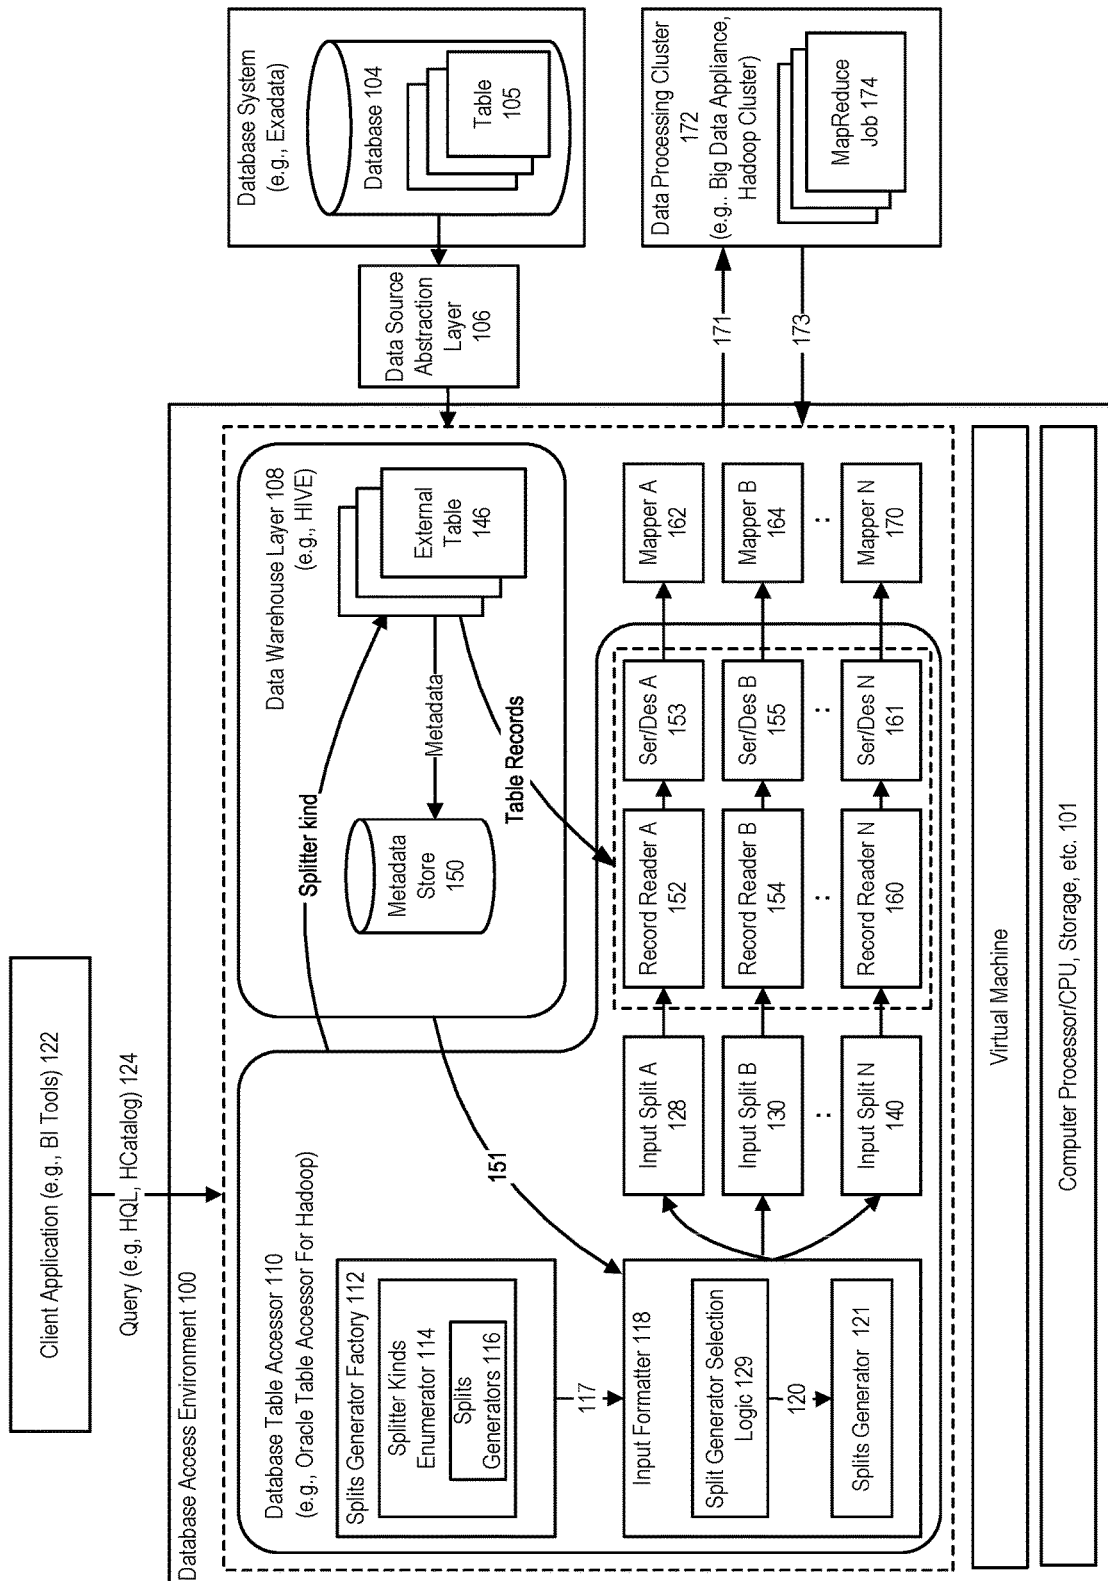 Client Application (e.g., BI Tools) 122
Query (e.g, HQL, HCatalog) 124
Database Access Environment 100
Database Table Accessor 110
(e.g., Oracle Table Accessor For Hadoop)
Splits Generator Factory 112
Splitter Kinds
Enumerator 114
Splits
Generators 116
117
Input Formatter 118
Split Generator Selection
Logic 129
120
Splits Generator 121
151
Splitter kind
Data Warehouse Layer 108
(e.g., HIVE)
Metadata
Store
150
Metadata
External
Table
146
Table Records
Input Split A
128
Input Split B
130
:
Input Split N
140
Record Reader A
152
Record Reader B
154
:
Record Reader N
160
Ser/Des A
153
Ser/Des B
155
:
Ser/Des N
161
Mapper A
162
Mapper B
164
:
Mapper N
170
Virtual Machine
Computer Processor/CPU, Storage, etc. 101
Data Source
Abstraction
Layer
106
Database System
(e.g., Exadata)
Database 104
Table
105
171
173
Data Processing Cluster
172
(e.g.. Big Data Appliance,
Hadoop Cluster)
MapReduce
Job 174